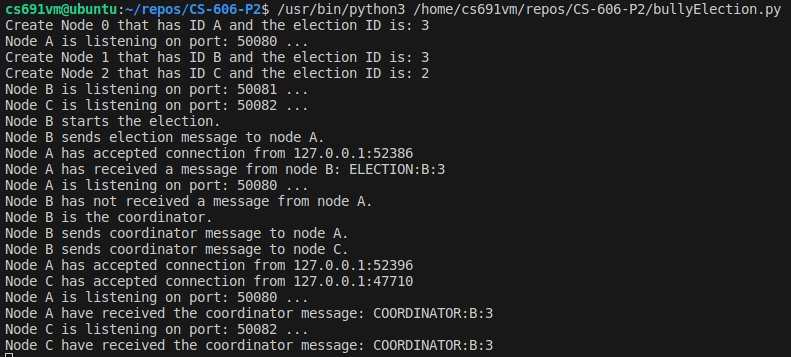 cs691vm@ubuntu:~/repos/CS-606-P2$ /usr/bin/python3 /home/cs691vm/repos/CS-606-P2/bullyElection.py
Create Node 0 that has ID A and the election ID is: 3
Node A is listening on port: 50080 ...
Create Node 1 that has ID B and the election ID is: 3
Create Node 2 that has ID C and the election ID is: 2
Node B is listening on port: 50081 ...
Node C is listening on port: 50082 ...
Node B starts the election.
Node B sends election message to node A.
Node A has accepted connection from 127.0.0.1:52386
Node A has received a message from node B: ELECTION:B:3
Node A is listening on port: 50080 ...
Node B has not received a message from node A.
Node B is the coordinator.
Node B sends coordinator message to node A.
Node B sends coordinator message to node C.
Node A has accepted connection from 127.0.0.1:52396
Node C has accepted connection from 127.0.0.1:47710
Node A is listening on port: 50080 ...
Node A have received the coordinator message: COORDINATOR:B:3
Node C is listening on port: 50082 ...
Node C have received the coordinator message: COORDINATOR:B:3